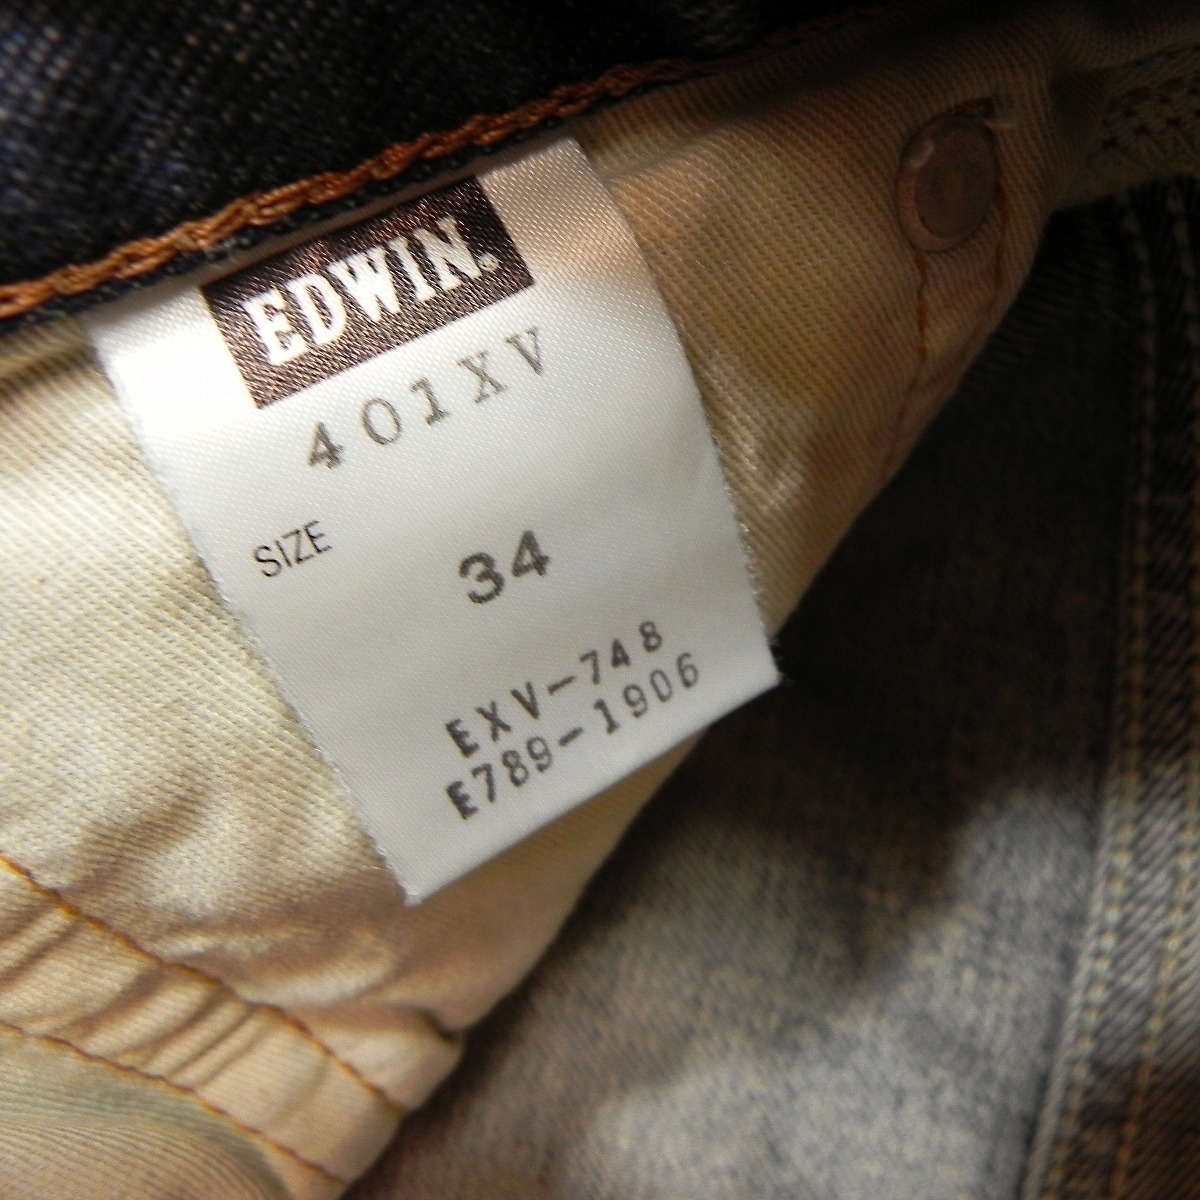 EDWIN.
401XV
SIZE 34
EXV-748
E789-1906